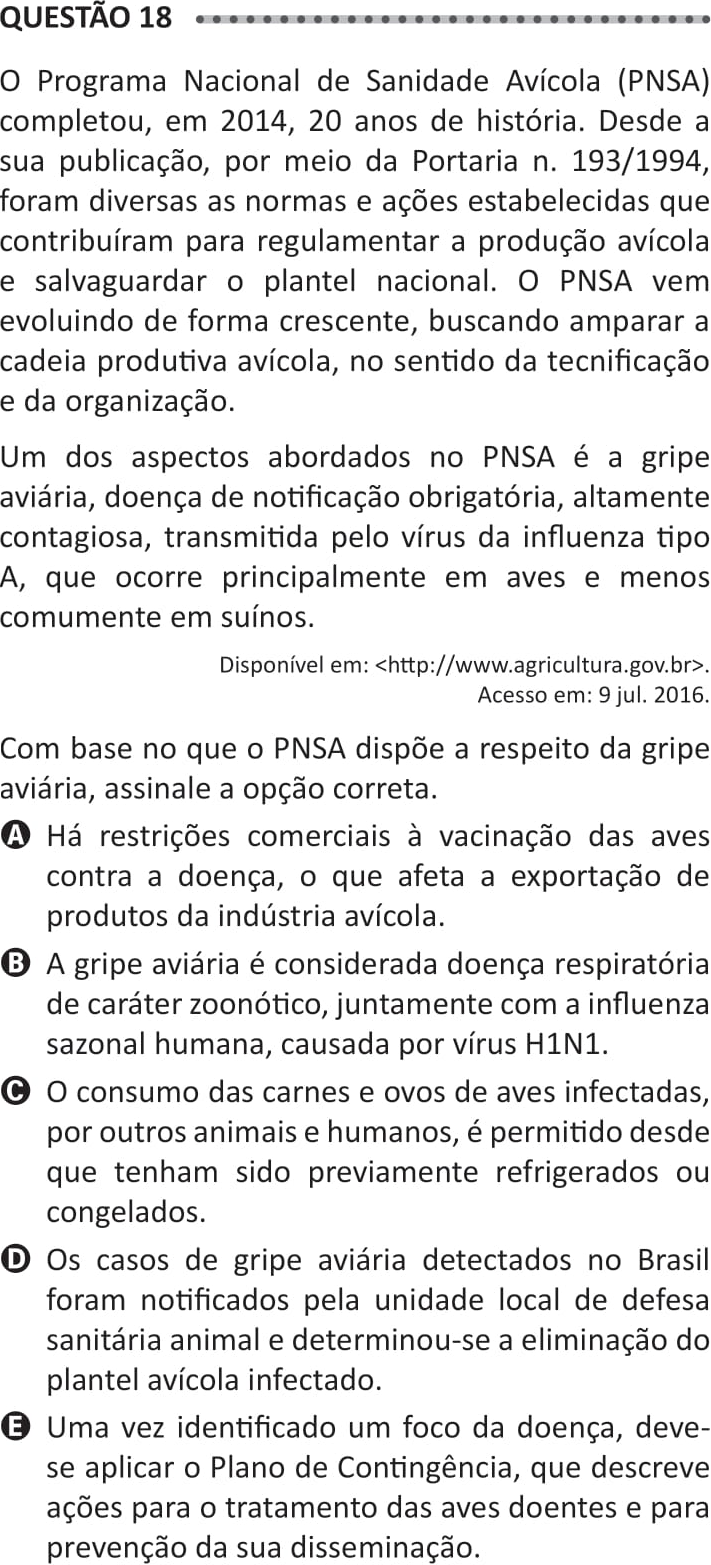 QUESTÃO 18
O Programa Nacional de Sanidade Avícola (PNSA)
completou, em 2014, 20 anos de história. Desde a
sua publicação, por meio da Portaria n. 193/1994,
foram diversas as normas e ações estabelecidas que
contribuíram para regulamentar a produção avícola
e salvaguardar o plantel nacional. O PNSA vem
evoluindo de forma crescente, buscando amparar a
cadeia produtiva avícola, no sentido da tecnificação
e da organização.
Um dos aspectos abordados no PNSA é a gripe
aviária, doença de notificação obrigatória, altamente
contagiosa, transmitida pelo vírus da influenza tipo
A, que ocorre principalmente em aves e menos
comumente em suínos.
Disponível em: <http://www.agricultura.gov.br>.
Acesso em: 9 jul. 2016.
Com base no que o PNSA dispõe a respeito da gripe
aviária, assinale a opção correta.
A Há restrições comerciais à vacinação das aves
contra a doença, o que afeta a exportação de
produtos da indústria avícola.
B A gripe aviária é considerada doença respiratória
de caráter zoonótico, juntamente com a influenza
sazonal humana, causada por vírus H1N1.
C O consumo das carnes e ovos de aves infectadas,
por outros animais e humanos, é permitido desde
que tenham sido previamente refrigerados ou
congelados.
D Os casos de gripe aviária detectados no Brasil
foram notificados pela unidade local de defesa
sanitária animal e determinou-se a eliminação do
plantel avícola infectado.
E Uma vez identificado um foco da doença, deve-
se aplicar o Plano de Contingência, que descreve
ações para o tratamento das aves doentes e para
prevenção da sua disseminação.